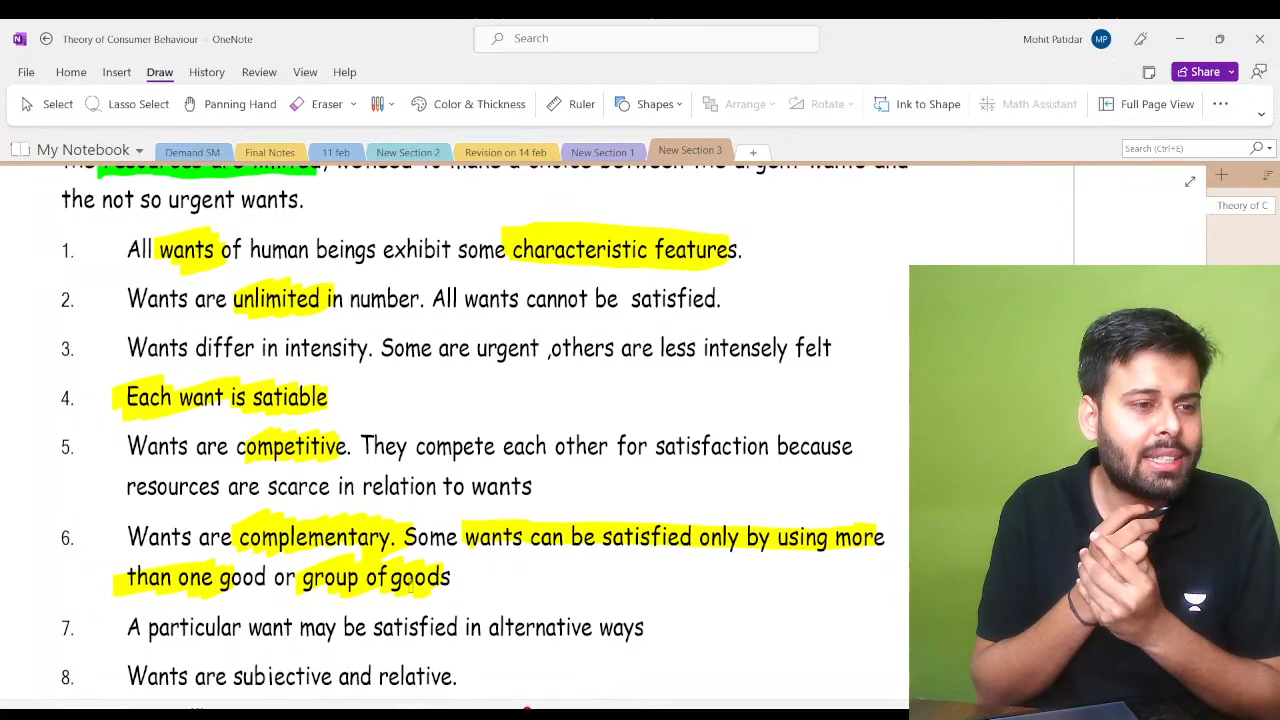 Theory of Consumer Behaviour - OneNote
Search
Mohit Patidar
MP
File Home Insert Draw History Review View Help
Share
Select Lasso Select Panning Hand Eraser Color & Thickness Ruler Shapes Arrange Rotate Ink to Shape Math Assistant Full Page View
My Notebook
Demand SM
Final Notes
11 feb
New Section 2
Revision on 14 feb
New Section 1
New Section 3
Search (Ctrl+E)
Theory of C
the not so urgent wants.
1. All wants of human beings exhibit some characteristic features.
2. Wants are unlimited in number. All wants cannot be satisfied.
3. Wants differ in intensity. Some are urgent ,others are less intensely felt
4. Each want is satiable
5. Wants are competitive. They compete each other for satisfaction because
resources are scarce in relation to wants
6. Wants are complementary. Some wants can be satisfied only by using more
than one good or group of goods
7. A particular want may be satisfied in alternative ways
8. Wants are subjective and relative.